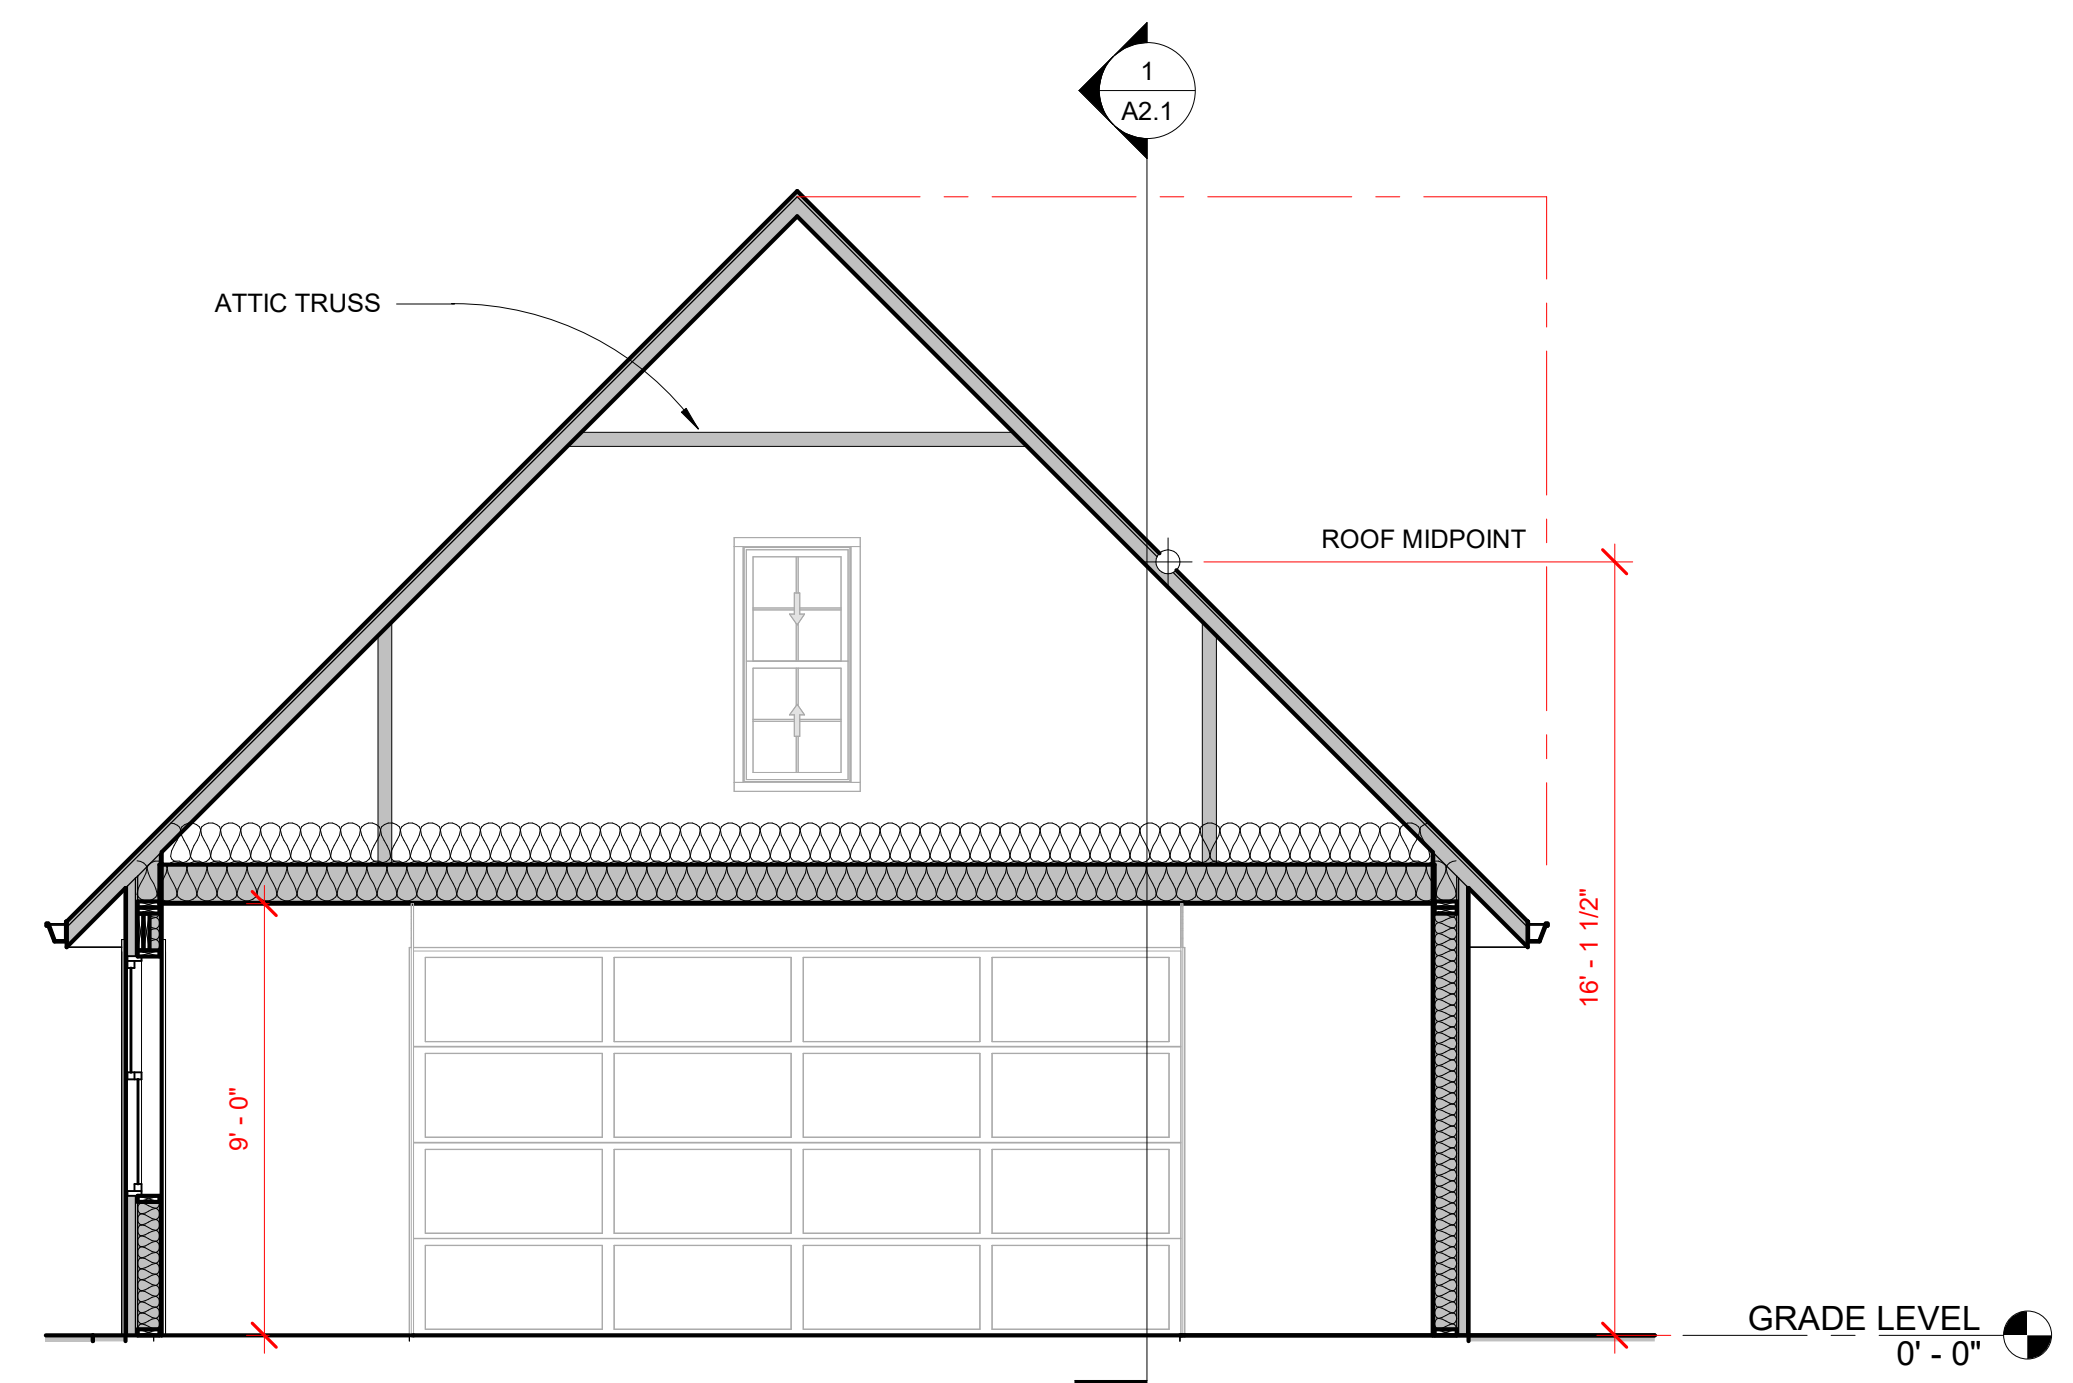 1
A2.1
ATTIC TRUSS
ROOF MIDPOINT
16' - 1 1/2"
9' - 0"
GRADE LEVEL
0' - 0"